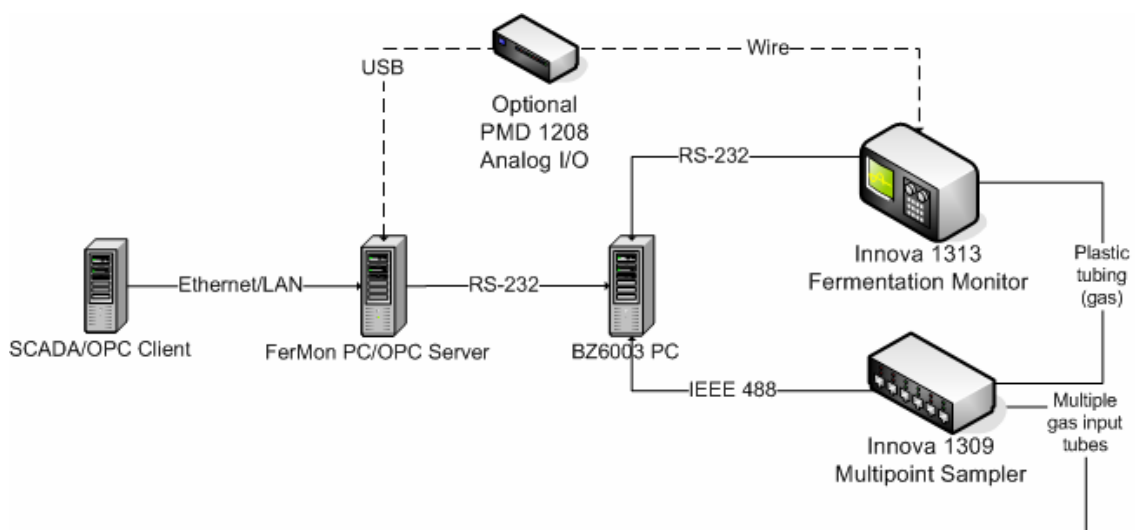 USB
Wire
Optional
PMD 1208
Analog I/O
RS-232
Innova 1313
Fermentation Monitor
Plastic
tubing
(gas)
Ethernet/LAN
RS-232
SCADA/OPC Client
FerMon PC/OPC Server
BZ6003 PC
IEEE 488
Multiple
gas input
tubes
Innova 1309
Multipoint Sampler